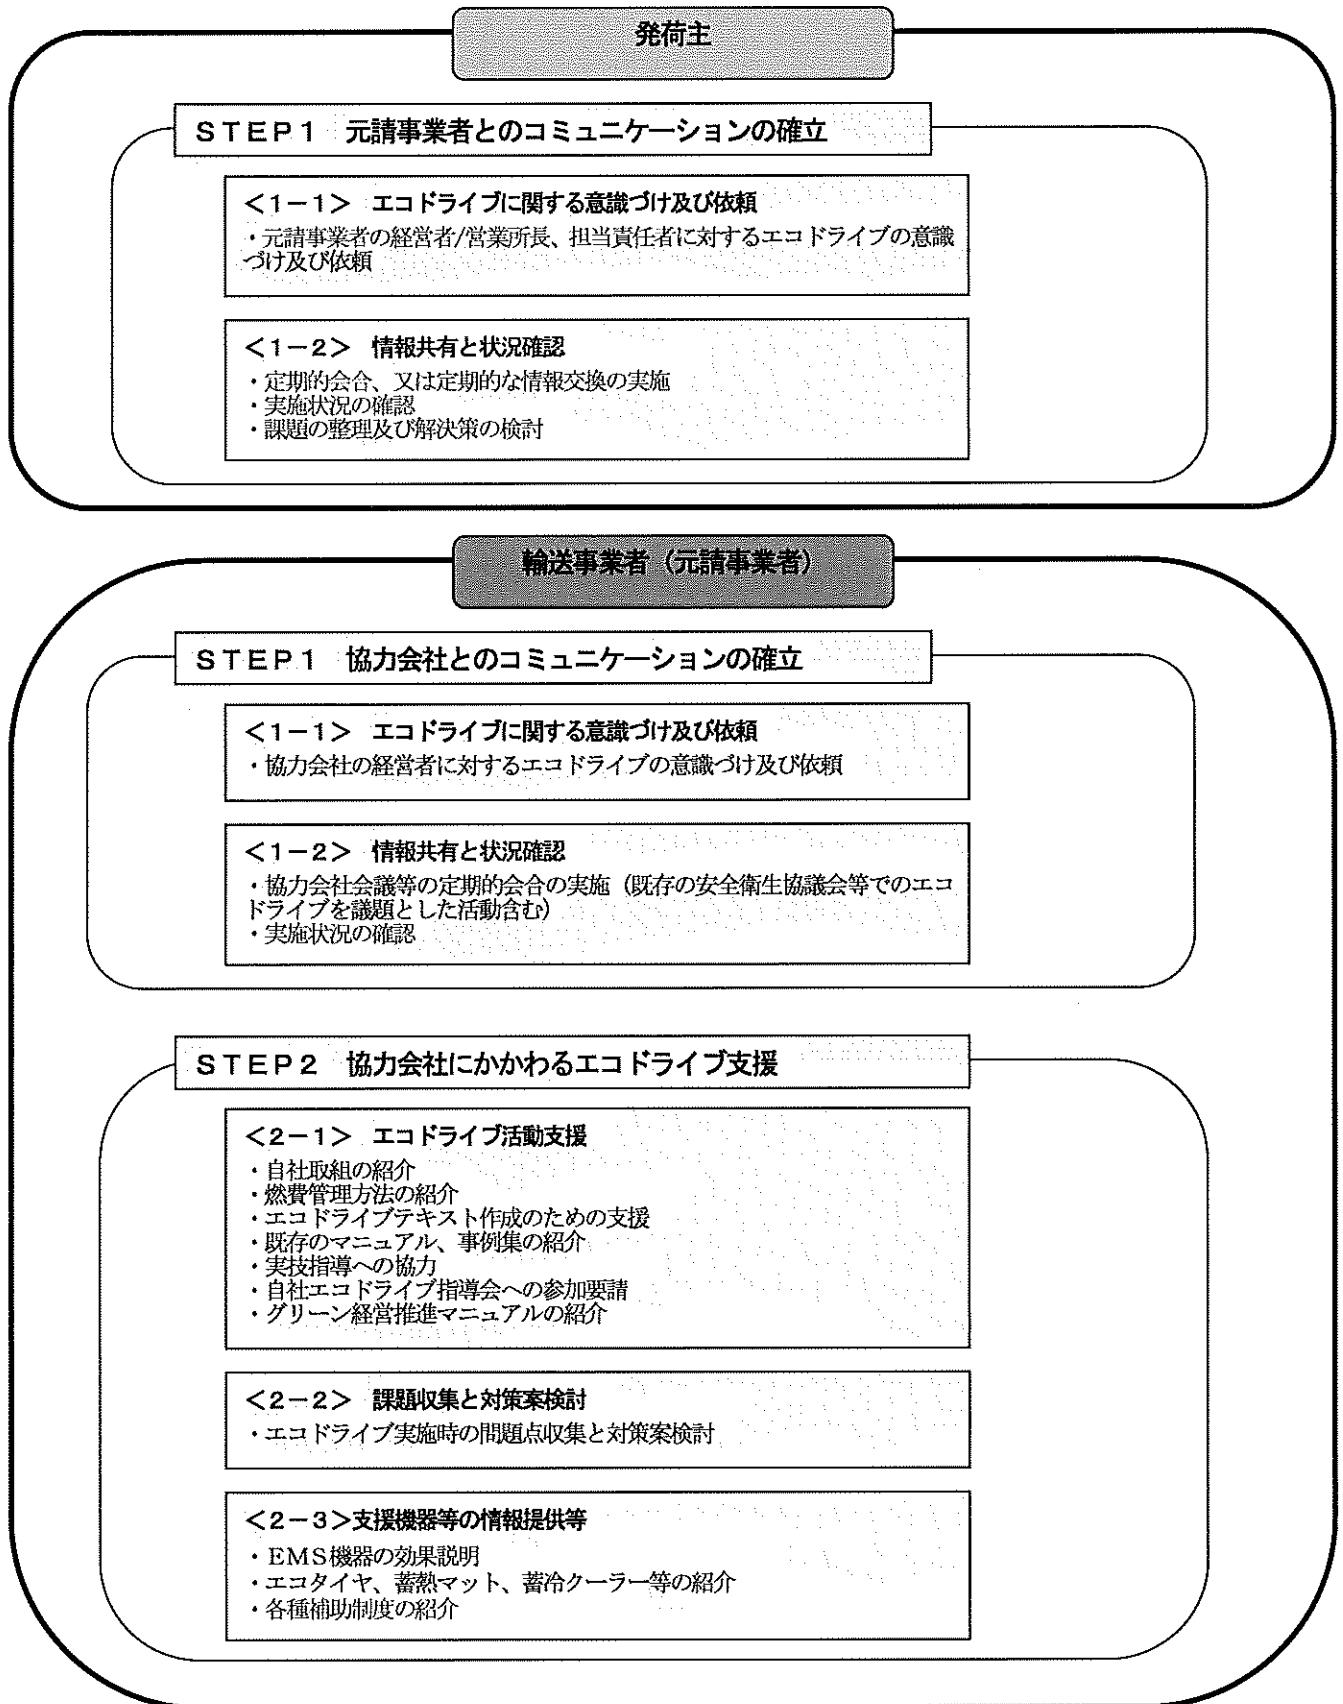 発荷主
STEP1 元請事業者とのコミュニケーションの確立
<1-1> エコドライブに関する意識づけ及び依頼
・元請事業者の経営者/営業所長、担当責任者に対するエコドライブの意識
づけ及び依頼
<1-2> 情報共有と状況確認
・定期的会合、又は定期的な情報交換の実施
・実施状況の確認
・課題の整理及び解決策の検討
輸送事業者（元請事業者）
STEP1 協力会社とのコミュニケーションの確立
<1-1> エコドライブに関する意識づけ及び依頼
・協力会社の経営者に対するエコドライブの意識づけ及び依頼
<1-2> 情報共有と状況確認
・協力会社会議等の定期的会合の実施（既存の安全衛生協議会等でのエコ
ドライブを議題とした活動含む）
・実施状況の確認
STEP2 協力会社にかかわるエコドライブ支援
<2-1> エコドライブ活動支援
・自社取組の紹介
・燃費管理方法の紹介
・エコドライブテキスト作成のための支援
・既存のマニュアル、事例集の紹介
・実技指導への協力
・自社エコドライブ指導会への参加要請
・グリーン経営推進マニュアルの紹介
<2-2> 課題収集と対策案検討
・エコドライブ実施時の問題点収集と対策案検討
<2-3>支援機器等の情報提供等
・EMS機器の効果説明
・エコタイヤ、蓄熱マット、蓄冷クーラー等の紹介
・各種補助制度の紹介